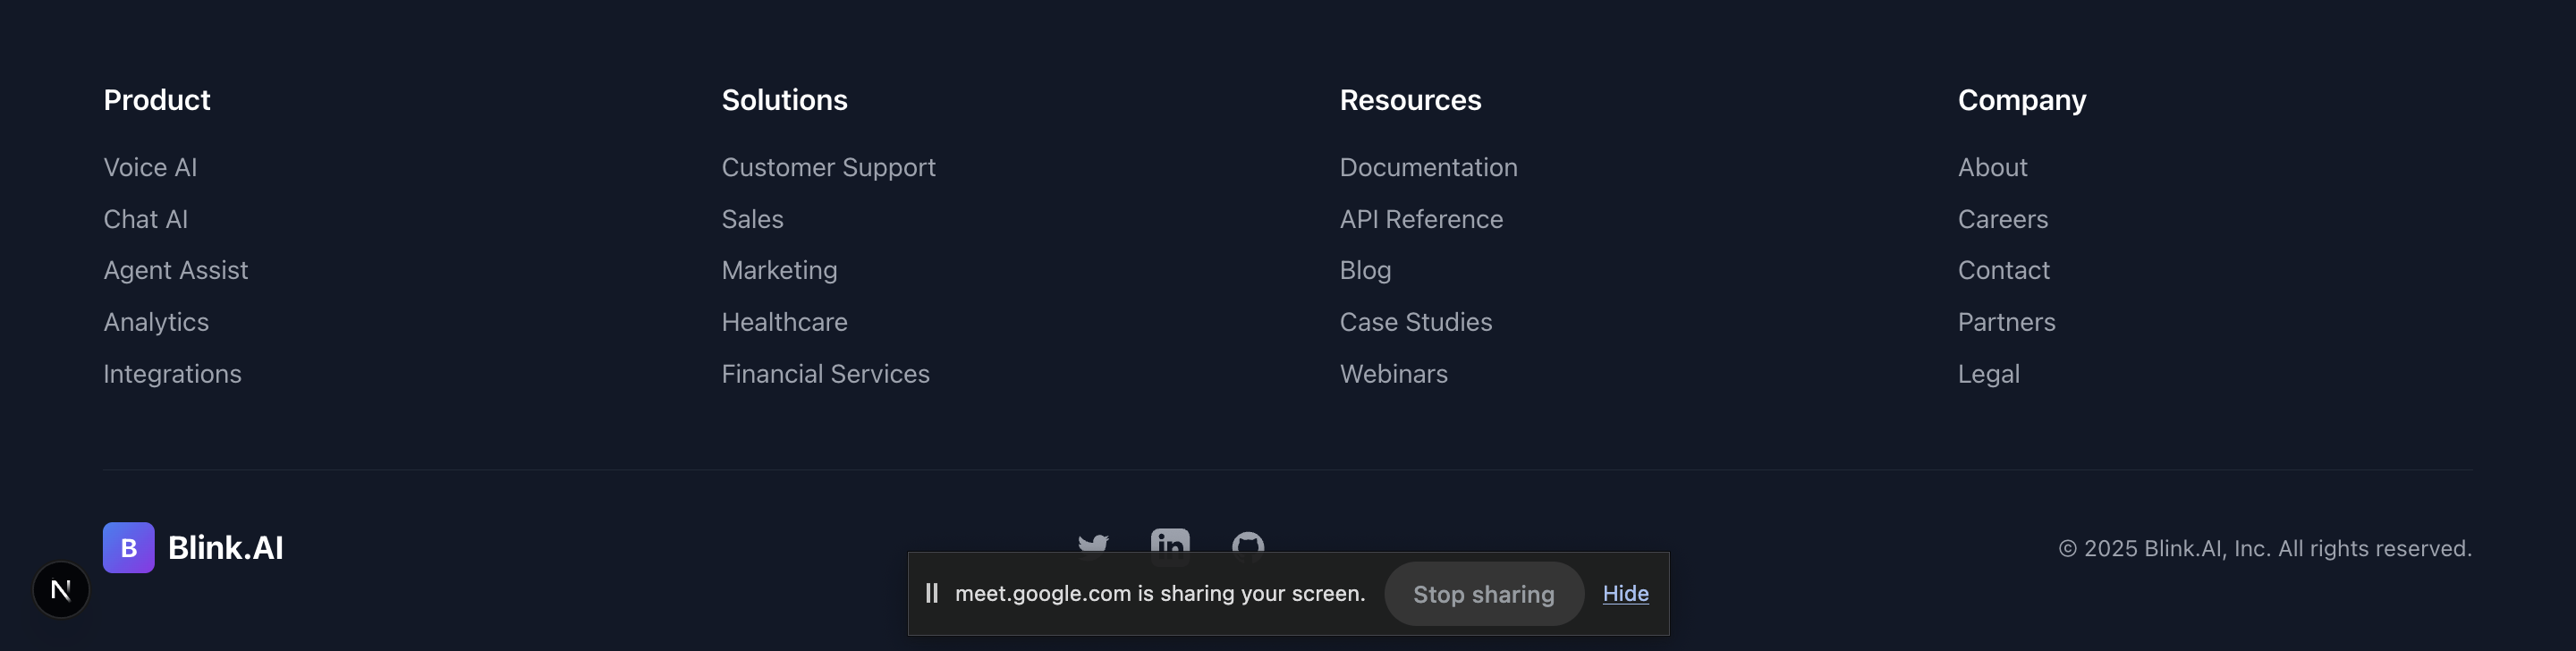 Product
Voice AI
Chat AI
Agent Assist
Analytics
Integrations
Solutions
Customer Support
Sales
Marketing
Healthcare
Financial Services
Resources
Documentation
API Reference
Blog
Case Studies
Webinars
Company
About
Careers
Contact
Partners
Legal
B Blink.AI
in
© 2025 Blink.AI, Inc. All rights reserved.
N
meet.google.com is sharing your screen. Stop sharing Hide